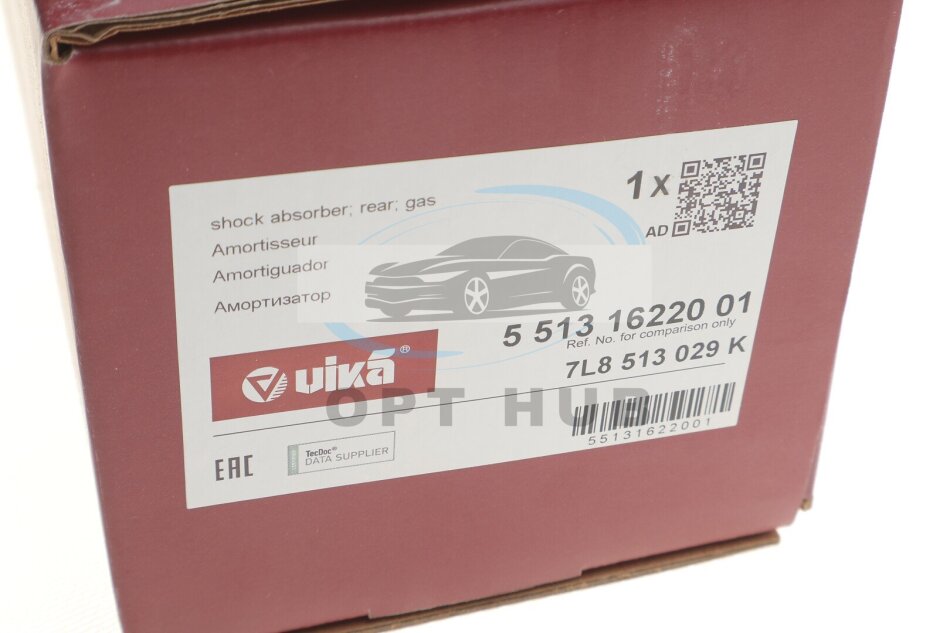 shock absorber; rear; gas
1 x
AD
Amortisseur
Amortiguador
Амортизатор
5 513 16220 01
Ref. No. for comparison only
7L8 513 029 K
vika®
OPT HUB
55131622001
EAC
TecDoc®
DATA SUPPLIER